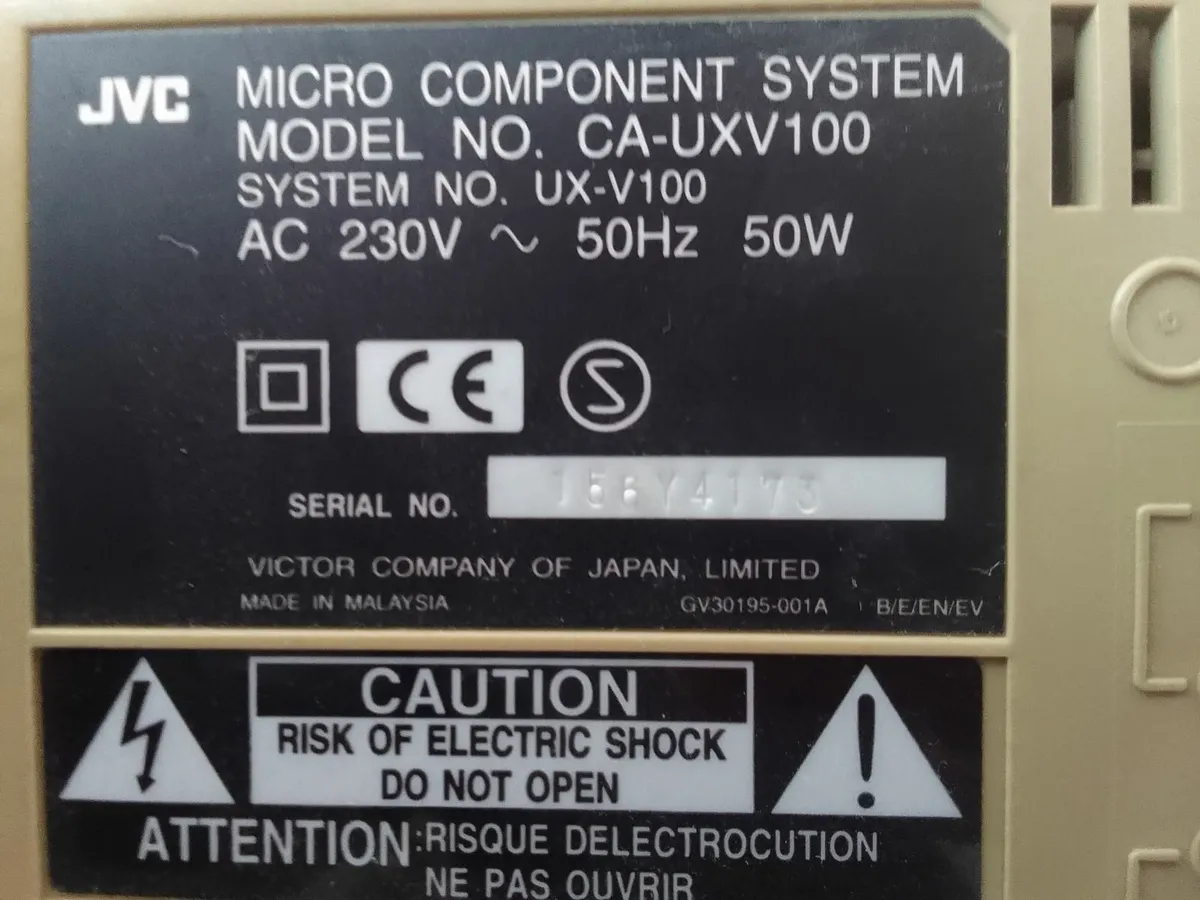 JVC
MICRO COMPONENT SYSTEM
MODEL NO. CA-UXV100
SYSTEM NO. UX-V100
AC 230V ~ 50Hz 50W
CE
S
SERIAL NO. 156Y4173
VICTOR COMPANY OF JAPAN, LIMITED
MADE IN MALAYSIA GV30195-001A B/E/EN/EV
CAUTION
RISK OF ELECTRIC SHOCK
DO NOT OPEN
ATTENTION:RISQUE DELECTROCUTION
NE PAS OUVRIR